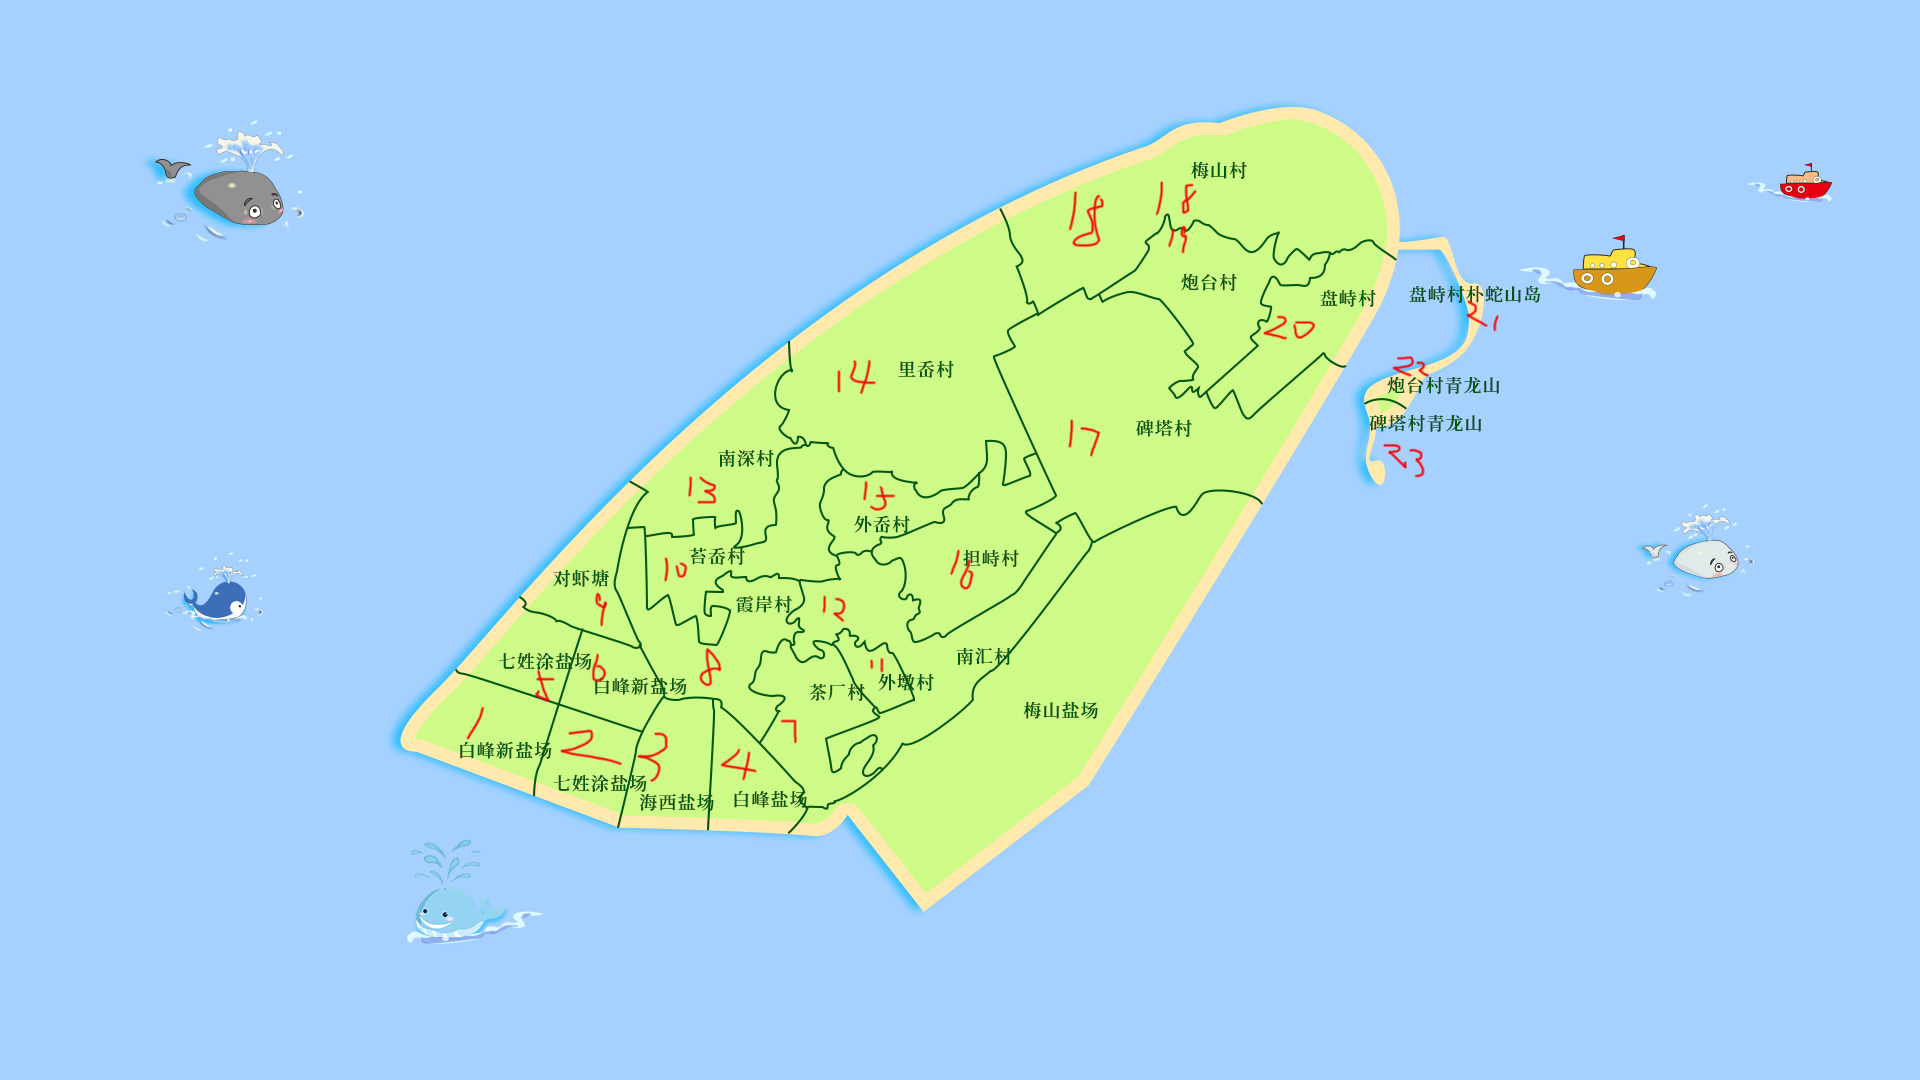 梅山村
18
18
19
炮台村
盘峙村
20
盘峙村朴蛇山岛
21
里岙村
14
22
炮台村青龙山
碑塔村
17
碑塔村青龙山
23
南深村
13
15
外岙村
苔岙村
10
担峙村
16
对虾塘
9
霞岸村
12
南汇村
七姓涂盐场
5
6
白峰新盐场
8
茶厂村
11
外墩村
梅山盐场
1
白峰新盐场
2
七姓涂盐场
3
海西盐场
4
白峰盐场
7